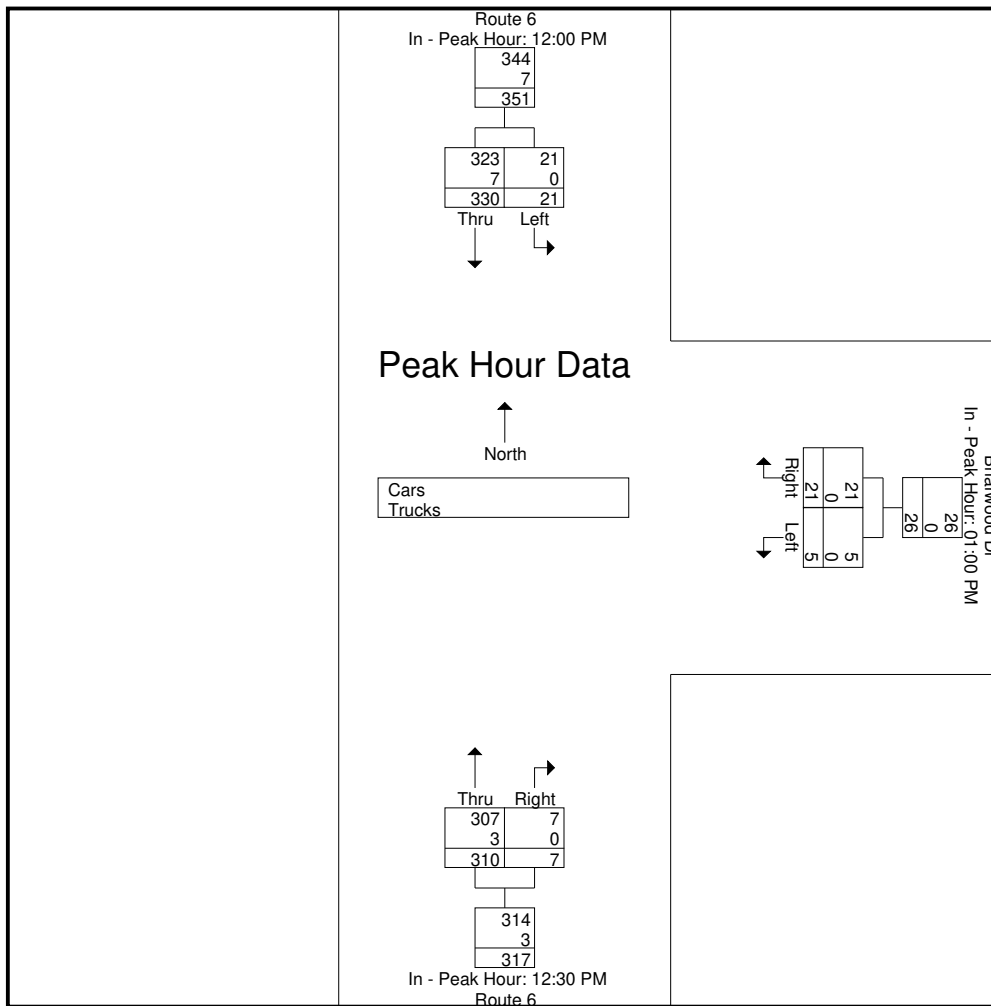 Route 6
In - Peak Hour: 12:00 PM
344
7
351
323 21
7 0
330 21
Thru Left
Peak Hour Data
North
Cars
Trucks
In - Peak Hour: 01:00 PM
26
0
26
21 5
0 0
21 5
Right Left
Thru Right
307 7
3 0
310 7
314
3
317
In - Peak Hour: 12:30 PM
Route 6